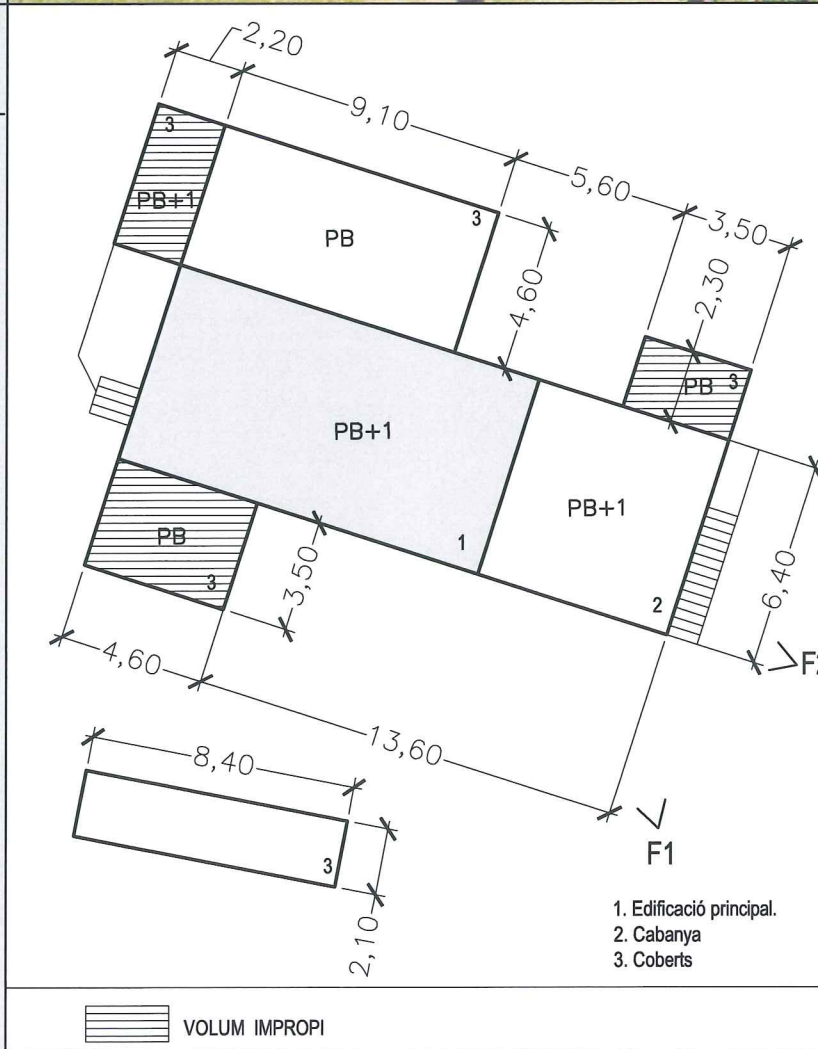 2,20
9,10
5,60
3,50
3
PB+1
PB
3
4,60
2,30
PB
3
PB+1
1
PB+1
2
PB
3
3,50
6,40
4,60
13,60
F2
8,40
3
2,10
F1
1. Edificació principal.
2. Cabanya
3. Coberts
VOLUM IMPROPI